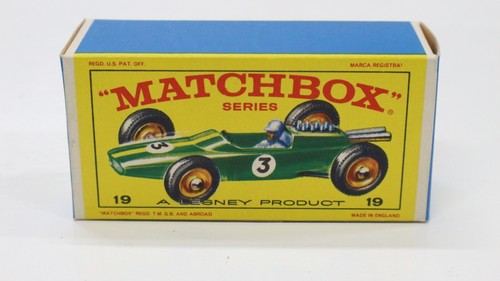 REGD. U.S. PAT. OFF. MARCA REGISTRADA
"MATCHBOX"®
SERIES
3 3
19 A LESNEY PRODUCT 19
"MATCHBOX" REGD. T.M. G.B. AND ABROAD MADE IN ENGLAND